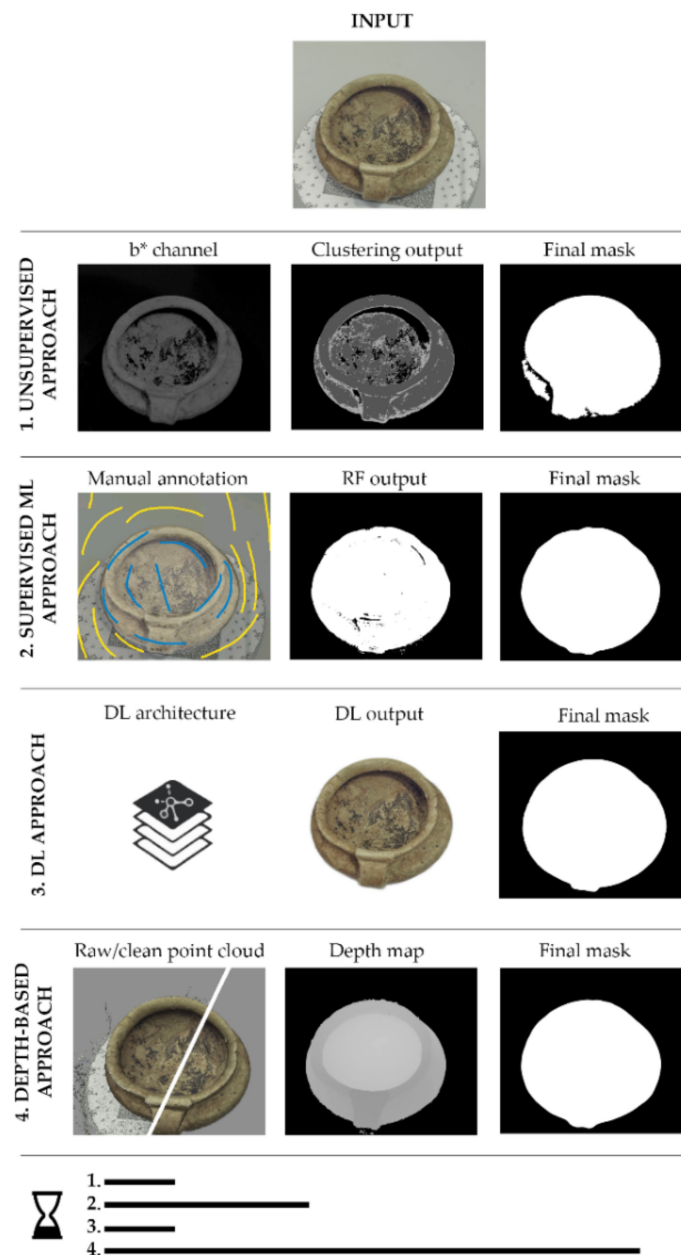 INPUT
1. UNSUPERVISED
APPROACH
b* channel
Clustering output
Final mask
2. SUPERVISED ML
APPROACH
Manual annotation
RF output
Final mask
3. DL APPROACH
DL architecture
DL output
Final mask
4. DEPTH-BASED
APPROACH
Raw/clean point cloud
Depth map
Final mask
1.
2.
3.
4.